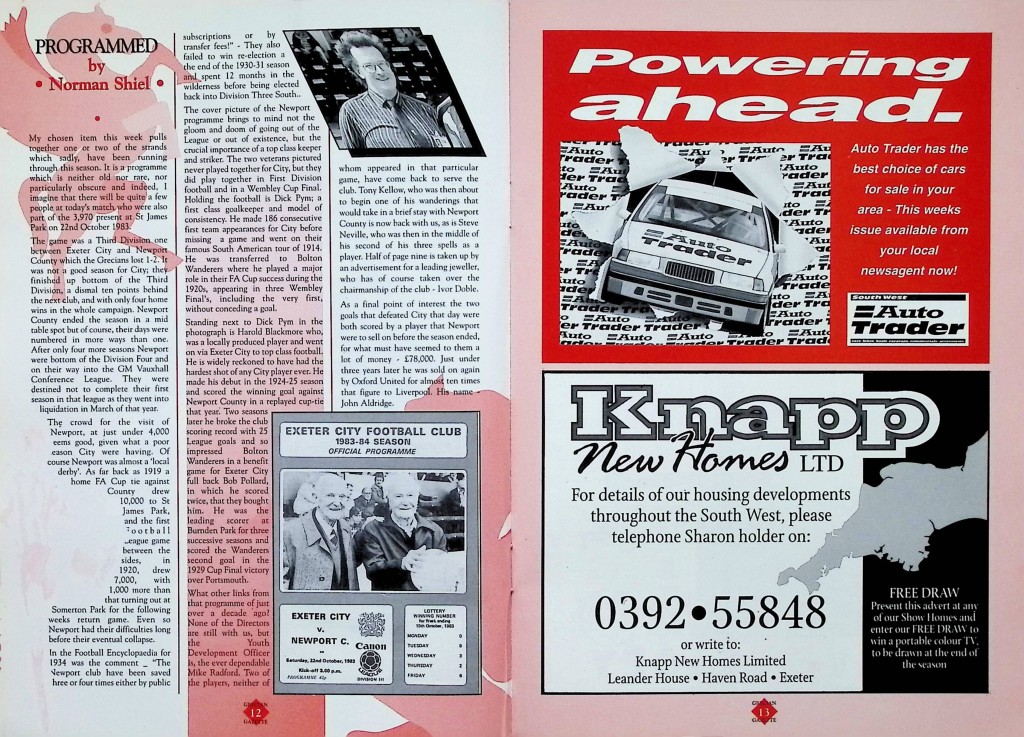 PROGRAMMED
by
• Norman Shiel •
•
My chosen item this week pulls
together one or two of the strands
which sadly, have been running
through this season. It is a programme
which is neither old nor rare, nor
particularly obscure and indeed, I
imagine that there will be quite a few
people at today's match who were also
part of the 3,970 present at St James
Park on 22nd October 1983.
The game was a Third Division one
between Exeter City and Newport
County which the Grecians lost 1-2. It
was not a good season for City; they
finished up bottom of the Third
Division, a dismal ten points behind
the next club, and with only four home
wins in the whole campaign. Newport
County ended the season in a mid
table spot but of course, their days were
numbered in more ways than one.
After only four more seasons Newport
were bottom of the Division Four and
on their way into the GM Vauxhall
Conference League. They were
destined not to complete their first
season in that league as they went into
liquidation in March of that year.
The crowd for the visit of
Newport, at just under 4,000
seems good, given what a poor
season City were having. Of
course Newport was almost a 'local
derby'. As far back as 1919 a
home FA Cup tie against
County drew
10,000 to St
James Park,
and the first
Football
League game
between the
sides, in
1920, drew
7,000, with
1,000 more than
that turning out at
Somerton Park for the following
weeks return game. Even so
Newport had their difficulties long
before their eventual collapse.
In the Football Encyclopaedia for
1934 was the comment _ "The
Newport club have been saved
three or four times either by public
subscriptions or by
transfer fees!" - They also
failed to win re-election a
the end of the 1930-31 season
and spent 12 months in the
wilderness before being elected
back into Division Three South..
The cover picture of the Newport
programme brings to mind not the
gloom and doom of going out of the
League or out of existence, but the
crucial importance of a top class keeper
and striker. The two veterans pictured
never played together for City, but they
did play together in First Division
football and in a Wembley Cup Final.
Holding the football is Dick Pym; a
first class goalkeeper and model of
consistency. He made 186 consecutive
first team appearances for City before
missing a game and went on their
famous South American tour of 1914.
He was transferred to Bolton
Wanderers where he played a major
role in their FA Cup success during the
1920s, appearing in three Wembley
Final's, including the very first,
without conceding a goal.
Standing next to Dick Pym in the
photograph is Harold Blackmore who,
was a locally produced player and went
on via Exeter City to top class football.
He is widely reckoned to have had the
hardest shot of any City player ever. He
made his debut in the 1924-25 season
and scored the winning goal against
Newport County in a replayed cup-tie
that year. Two seasons
later he broke the club
scoring record with 25
League goals and so
impressed Bolton
Wanderers in a benefit
game for Exeter City
full back Bob Pollard,
in which he scored
twice, that they bought
him. He was the
leading scorer at
Burnden Park for three
successive seasons and
scored the Wanderers
second goal in the
1929 Cup Final victory
over Portsmouth.
What other links from
that programme of just
over a decade ago?
None of the Directors
are still with us, but
the Youth
Development Officer
is, the ever dependable
Mike Radford. Two of
the players, neither of
whom appeared in that particular
game, have come back to serve the
club. Tony Kellow, who was then about
to begin one of his wanderings that
would take in a brief stay with Newport
County is now back with us, as is Steve
Neville, who was then in the middle of
his second of his three spells as a
player. Half of page nine is taken up by
an advertisement for a leading jeweller,
who has of course taken over the
chairmanship of the club - Ivor Doble.
As a final point of interest the two
goals that defeated City that day were
both scored by a player that Newport
were to sell on before the season ended,
for what must have seemed to them a
lot of money - £78,000. Just under
three years later he was sold on again
by Oxford United for almost ten times
that figure to Liverpool. His name -
John Aldridge.
EXETER CITY FOOTBALL CLUB
1983-84 SEASON
OFFICIAL PROGRAMME
EXETER CITY
v.
NEWPORT C.
Saturday, 22nd October, 1983
Kick-off 3.00 p.m.
PROGRAMME 40p
Canon
DIVISION III
LOTTERY
WINNING NUMBER
for Week ending
15th October, 1983
MONDAY 0
TUESDAY 8
WEDNESDAY 3
THURSDAY 2
FRIDAY 6
GRECIAN
12
GAZETTE
Powering
ahead.
Auto Trader
Auto
Trader
Auto Trader has the
best choice of cars
for sale in your
area - This weeks
issue available from
your local
newsagent now!
South West
Auto
Trader
Knapp
New Homes LTD
For details of our housing developments
throughout the South West, please
telephone Sharon holder on:
0392•55848
or write to:
Knapp New Homes Limited
Leander House • Haven Road • Exeter
FREE DRAW
Present this advert at any
of our Show Homes and
enter our FREE DRAW to
win a portable colour TV,
to be drawn at the end of
the season
GRECIAN
13
GAZETTE